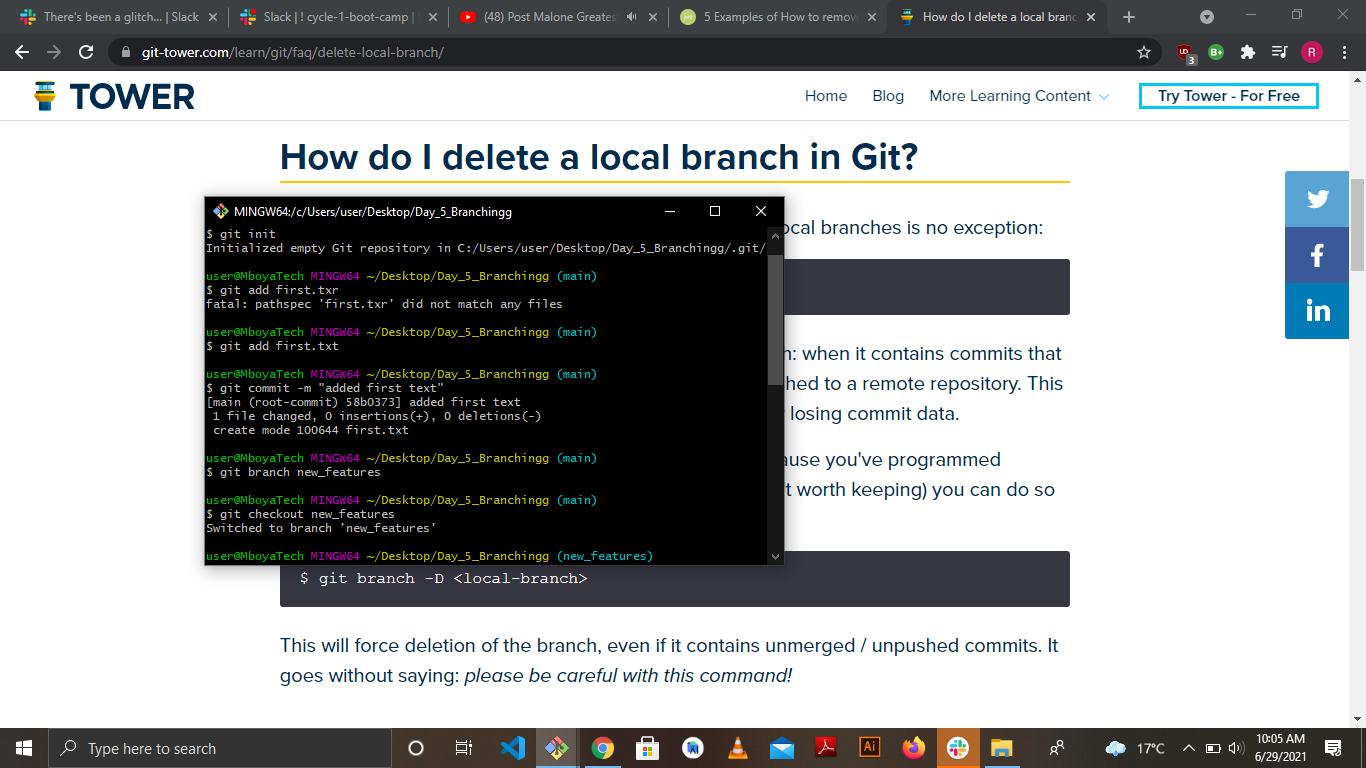 There's been a glitch... | Slack
Slack | ! cycle-1-boot-camp |
(48) Post Malone Greates
5 Examples of How to remov
How do I delete a local branc
git-tower.com/learn/git/faq/delete-local-branch/
3
B+
R
TOWER
Home
Blog
More Learning Content
Try Tower - For Free
How do I delete a local branch in Git?
MINGW64:/c/Users/user/Desktop/Day_5_Branchingg
$ git init
Initialized empty Git repository in C:/Users/user/Desktop/Day_5_Branchingg/.git/
user@MboyaTech MINGW64 ~/Desktop/Day_5_Branchingg (main)
$ git add first.txr
fatal: pathspec 'first.txr' did not match any files
user@MboyaTech MINGW64 ~/Desktop/Day_5_Branchingg (main)
$ git add first.txt
user@MboyaTech MINGW64 ~/Desktop/Day_5_Branchingg (main)
$ git commit -m "added first text"
[main (root-commit) 58b0373] added first text
1 file changed, 0 insertions(+), 0 deletions(-)
create mode 100644 first.txt
user@MboyaTech MINGW64 ~/Desktop/Day_5_Branchingg (main)
$ git branch new_features
user@MboyaTech MINGW64 ~/Desktop/Day_5_Branchingg (main)
$ git checkout new_features
Switched to branch 'new_features'
user@MboyaTech MINGW64 ~/Desktop/Day_5_Branchingg (new_features)
ocal branches is no exception:
: when it contains commits that
hed to a remote repository. This
losing commit data.
ause you've programmed
t worth keeping) you can do so
$ git branch -D <local-branch>
This will force deletion of the branch, even if it contains unmerged / unpushed commits. It
goes without saying: please be careful with this command!
in
Type here to search
Ai
17°C
10:05 AM
6/29/2021